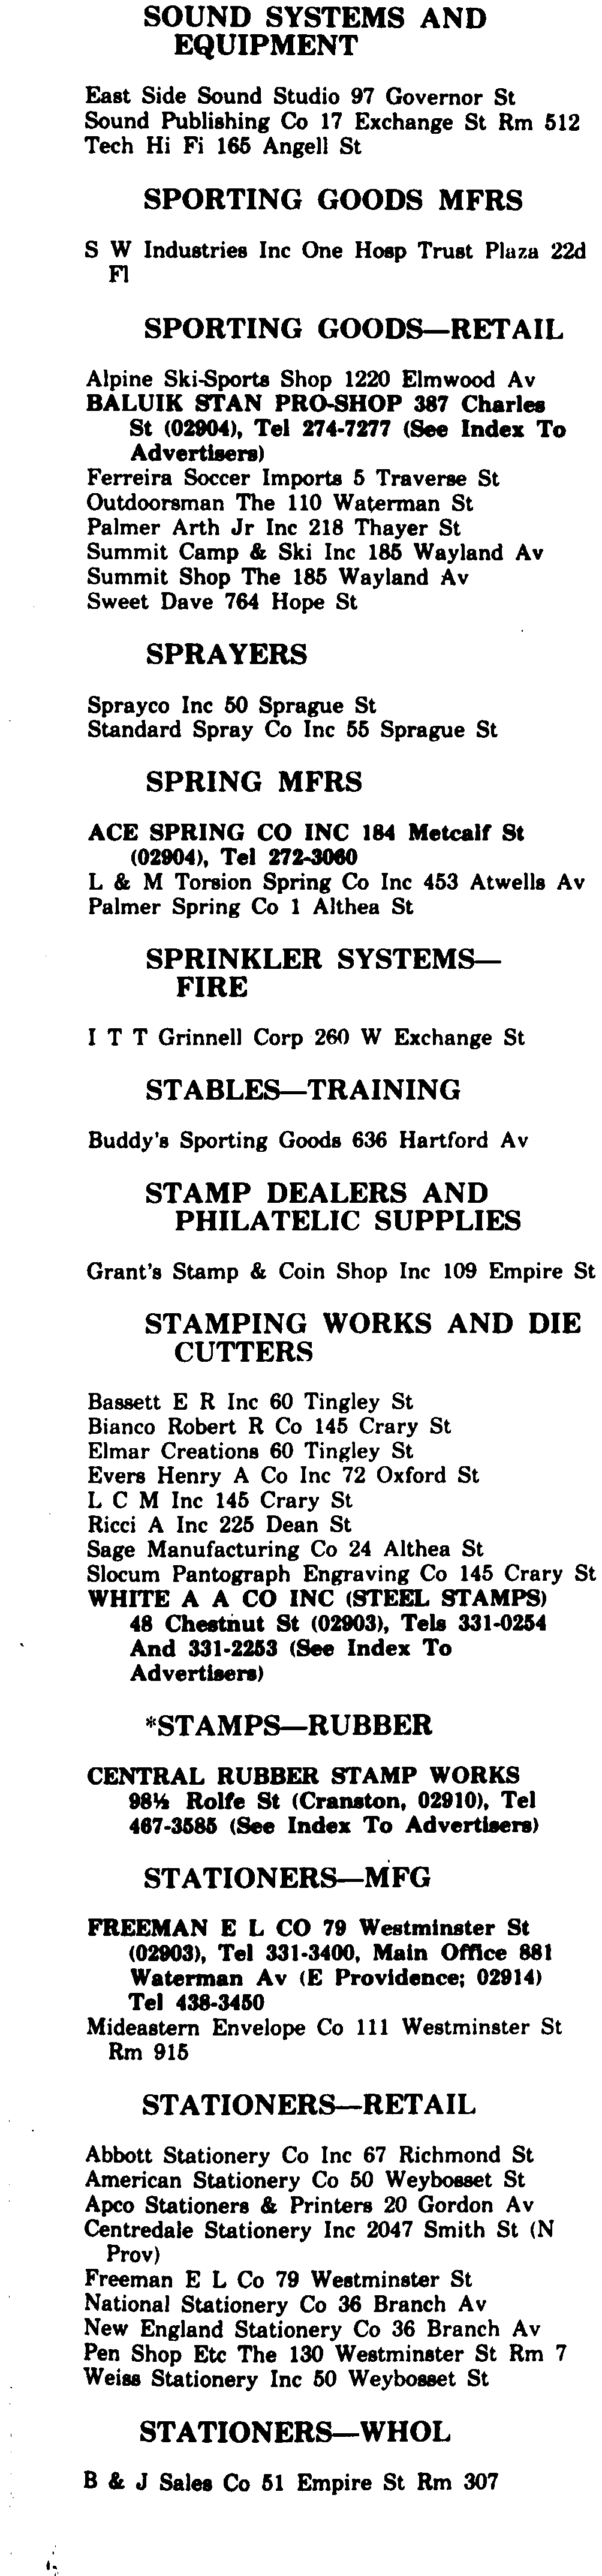 SOUND SYSTEMS AND
EQUIPMENT
East Side Sound Studio 97 Governor St
Sound Publishing Co 17 Exchange St Rm 512
Tech Hi Fi 165 Angell St
SPORTING GOODS MFRS
S W Industries Inc One Hosp Trust Plaza 22d
Fl
SPORTING GOODS—RETAIL
Alpine Ski-Sports Shop 1220 Elmwood Av
BALUIK STAN PRO-SHOP 387 Charles
St (02904), Tel 274-7277 (See Index To
Advertisers)
Ferreira Soccer Imports 5 Traverse St
Outdoorsman The 110 Waterman St
Palmer Arth Jr Inc 218 Thayer St
Summit Camp & Ski Inc 185 Wayland Av
Summit Shop The 185 Wayland Av
Sweet Dave 764 Hope St
SPRAYERS
Sprayco Inc 50 Sprague St
Standard Spray Co Inc 55 Sprague St
SPRING MFRS
ACE SPRING CO INC 184 Metcalf St
(02904), Tel 272-3060
L & M Torsion Spring Co Inc 453 Atwells Av
Palmer Spring Co 1 Althea St
SPRINKLER SYSTEMS—
FIRE
I T T Grinnell Corp 260 W Exchange St
STABLES—TRAINING
Buddy's Sporting Goods 636 Hartford Av
STAMP DEALERS AND
PHILATELIC SUPPLIES
Grant's Stamp & Coin Shop Inc 109 Empire St
STAMPING WORKS AND DIE
CUTTERS
Bassett E R Inc 60 Tingley St
Bianco Robert R Co 145 Crary St
Elmar Creations 60 Tingley St
Evers Henry A Co Inc 72 Oxford St
L C M Inc 145 Crary St
Ricci A Inc 225 Dean St
Sage Manufacturing Co 24 Althea St
Slocum Pantograph Engraving Co 145 Crary St
WHITE A A CO INC (STEEL STAMPS)
48 Chestnut St (02903), Tels 331-0254
And 331-2253 (See Index To
Advertisers)
*STAMPS—RUBBER
CENTRAL RUBBER STAMP WORKS
98½ Rolfe St (Cranston, 02910), Tel
467-3585 (See Index To Advertisers)
STATIONERS—MFG
FREEMAN E L CO 79 Westminster St
(02903), Tel 331-3400, Main Office 881
Waterman Av (E Providence; 02914)
Tel 438-3450
Mideastern Envelope Co 111 Westminster St
Rm 915
STATIONERS—RETAIL
Abbott Stationery Co Inc 67 Richmond St
American Stationery Co 50 Weybosset St
Apco Stationers & Printers 20 Gordon Av
Centredale Stationery Inc 2047 Smith St (N
Prov)
Freeman E L Co 79 Westminster St
National Stationery Co 36 Branch Av
New England Stationery Co 36 Branch Av
Pen Shop Etc The 130 Westminster St Rm 7
Weiss Stationery Inc 50 Weybosset St
STATIONERS—WHOL
B & J Sales Co 51 Empire St Rm 307